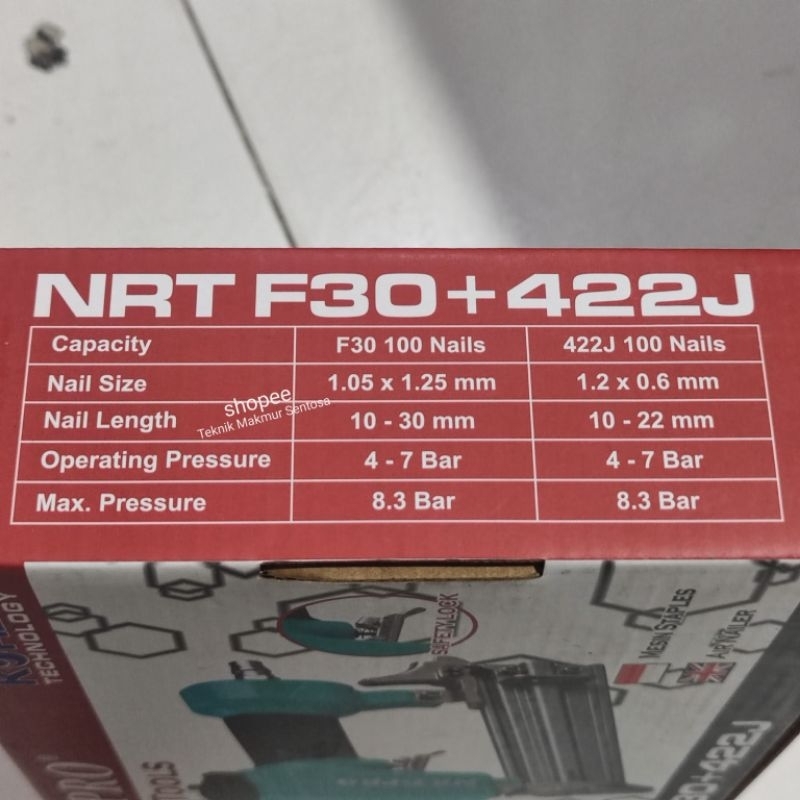 NRT F30+422J
Capacity F30 100 Nails 422J 100 Nails
Nail Size 1.05 x 1.25 mm 1.2 x 0.6 mm
Nail Length 10 - 30 mm 10 - 22 mm
Operating Pressure 4 - 7 Bar 4 - 7 Bar
Max. Pressure 8.3 Bar 8.3 Bar
shopee
Teknik Makmur Sentosa
TECHNOLOGY
SAFETY LOCK
MESIN STAPLES
AIR NAILER
PRO
TOOLS
30+422J